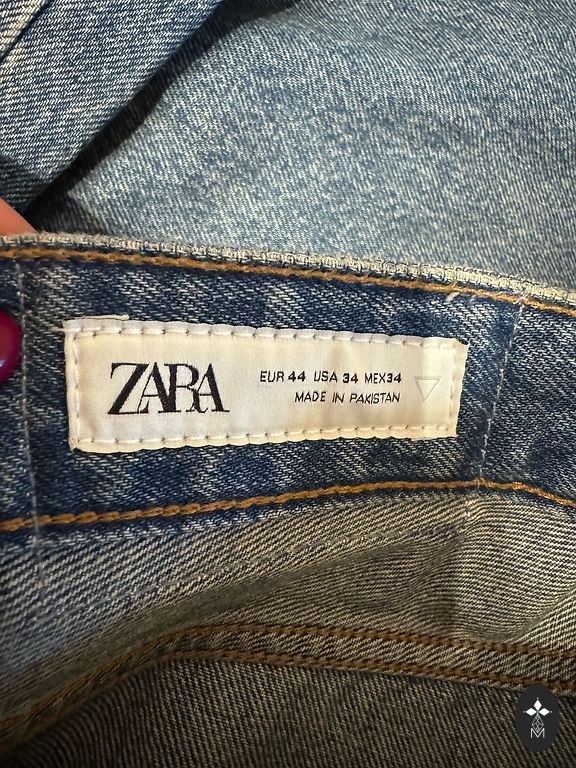 ZARA
EUR 44 USA 34 MEX34
MADE IN PAKISTAN